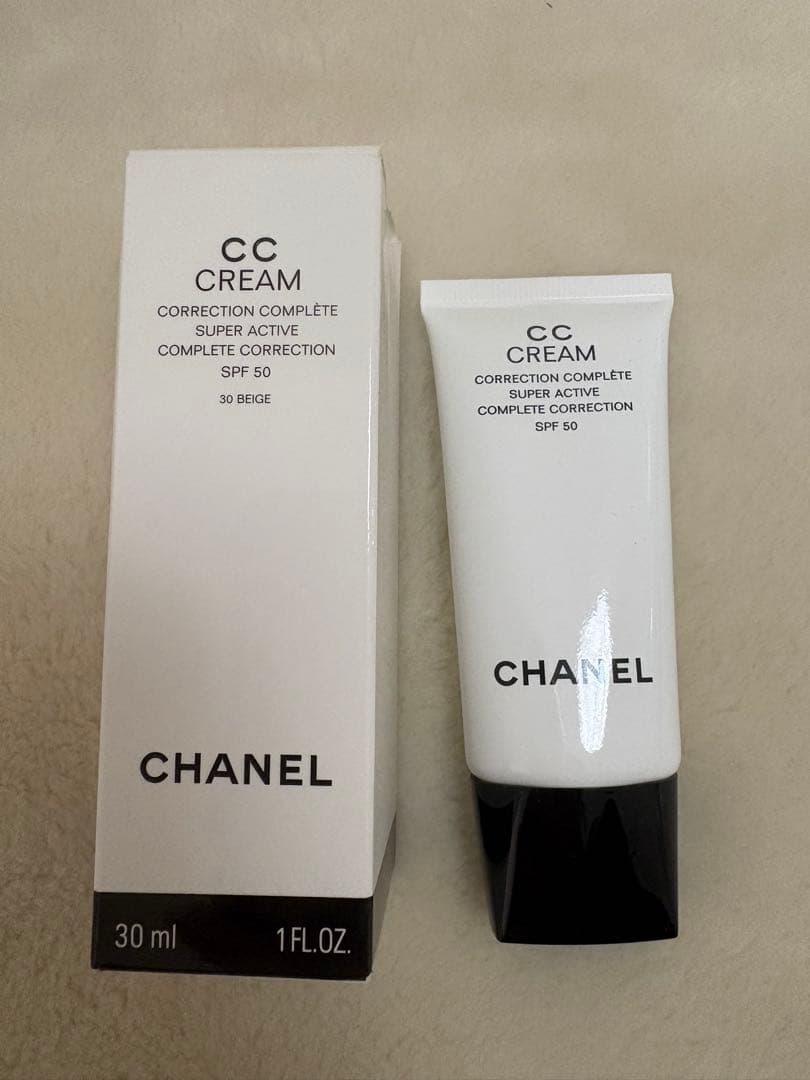 CC
CREAM
CORRECTION COMPLÈTE
SUPER ACTIVE
COMPLETE CORRECTION
SPF 50
30 BEIGE
CHANEL
30 ml 1 FL.OZ.
CC
CREAM
CORRECTION COMPLÈTE
SUPER ACTIVE
COMPLETE CORRECTION
SPF 50
CHANEL